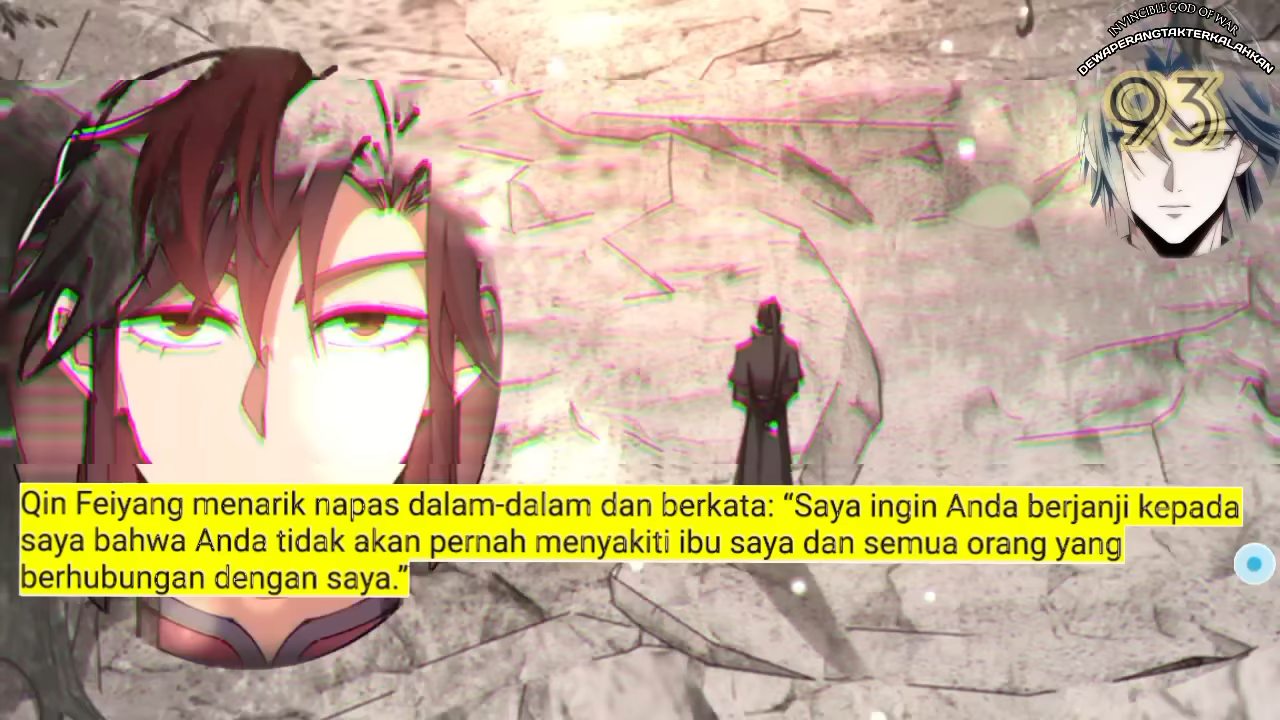 INVINCIBLE GOD OF WAR
DEWAPERANGTAKTERKALAHKAN
93
Qin Feiyang menarik napas dalam-dalam dan berkata: “Saya ingin Anda berjanji kepada
saya bahwa Anda tidak akan pernah menyakiti ibu saya dan semua orang yang
berhubungan dengan saya.”